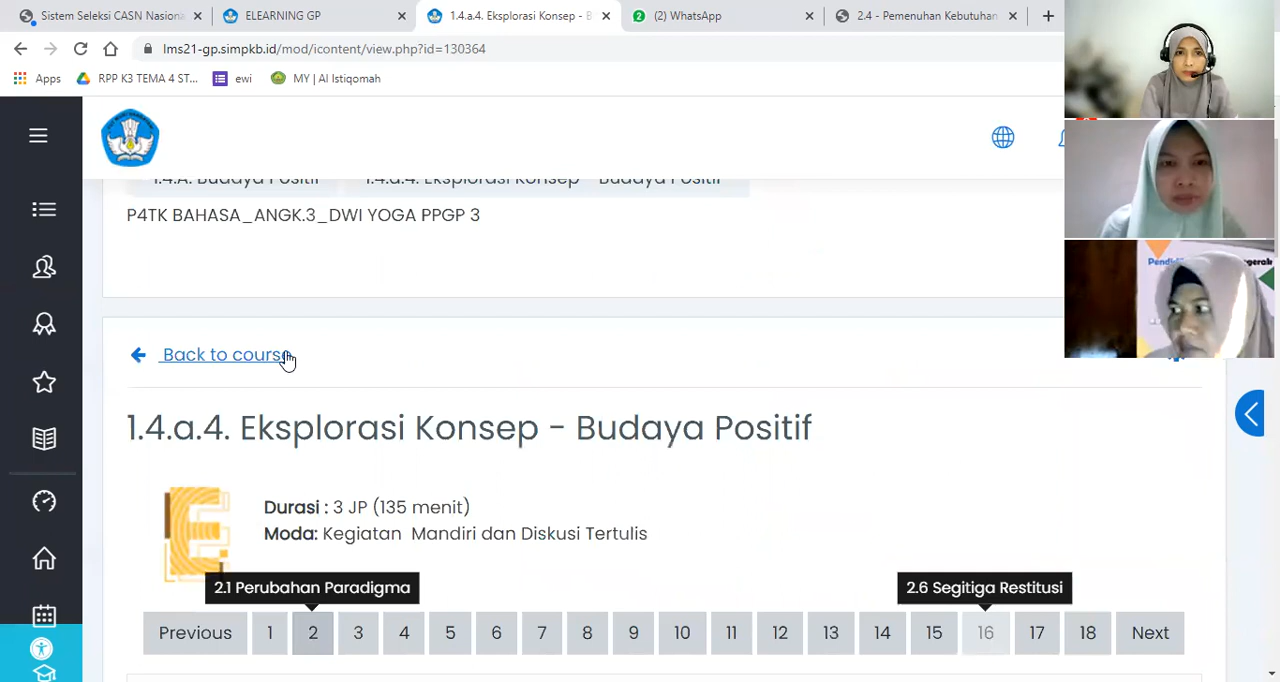 Sistem Seleksi CASN Nasiona
ELEARNING GP
1.4.a.4. Eksplorasi Konsep - B
(2) WhatsApp
2.4 - Pemenuhan Kebutuhan
lms21-gp.simpkb.id/mod/icontent/view.php?id=130364
Apps
RPP K3 TEMA 4 ST...
ewi
MY | Al Istiqomah
1.4.A. Budaya Positif
1.4.a.4. Eksplorasi Konsep - Budaya Positif
P4TK BAHASA_ANGK.3_DWI YOGA PPGP 3
Back to course
1.4.a.4. Eksplorasi Konsep - Budaya Positif
Durasi : 3 JP (135 menit)
Moda: Kegiatan Mandiri dan Diskusi Tertulis
2.1 Perubahan Paradigma
2.6 Segitiga Restitusi
Previous 1 2 3 4 5 6 7 8 9 10 11 12 13 14 15 16 17 18 Next